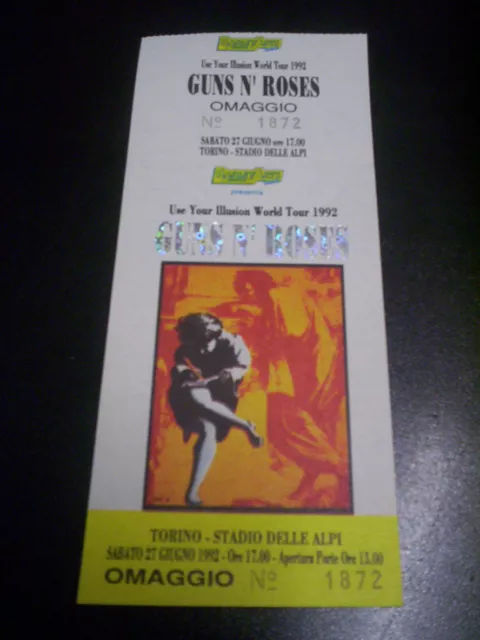 Use Your Illusion World Tour 1992
GUNS N' ROSES
OMAGGIO
Nº 1872
SABATO 27 GIUGNO ore 17.00
TORINO - STADIO DELLE ALPI
presenta
Use Your Illusion World Tour 1992
GUNS N' ROSES
TORINO - STADIO DELLE ALPI
SABATO 27 GIUGNO 1992 - Ore 17.00 - Apertura Porte Ore 13.00
OMAGGIO Nº 1872